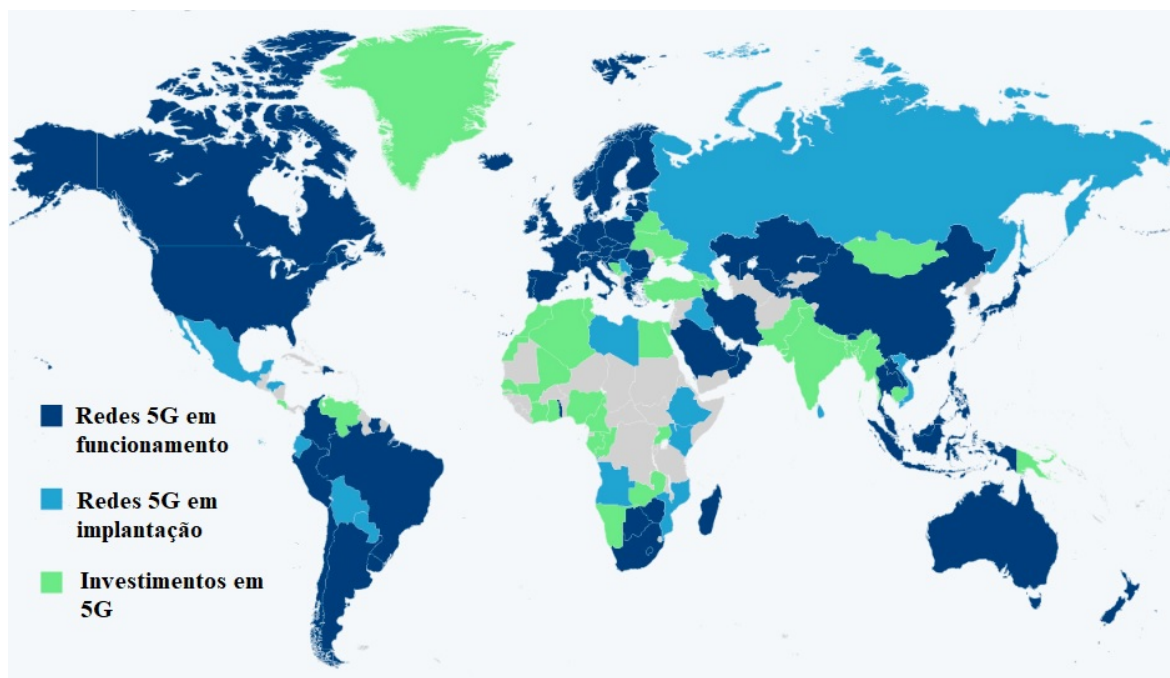 Redes 5G em
funcionamento
Redes 5G em
implantação
Investimentos em
5G